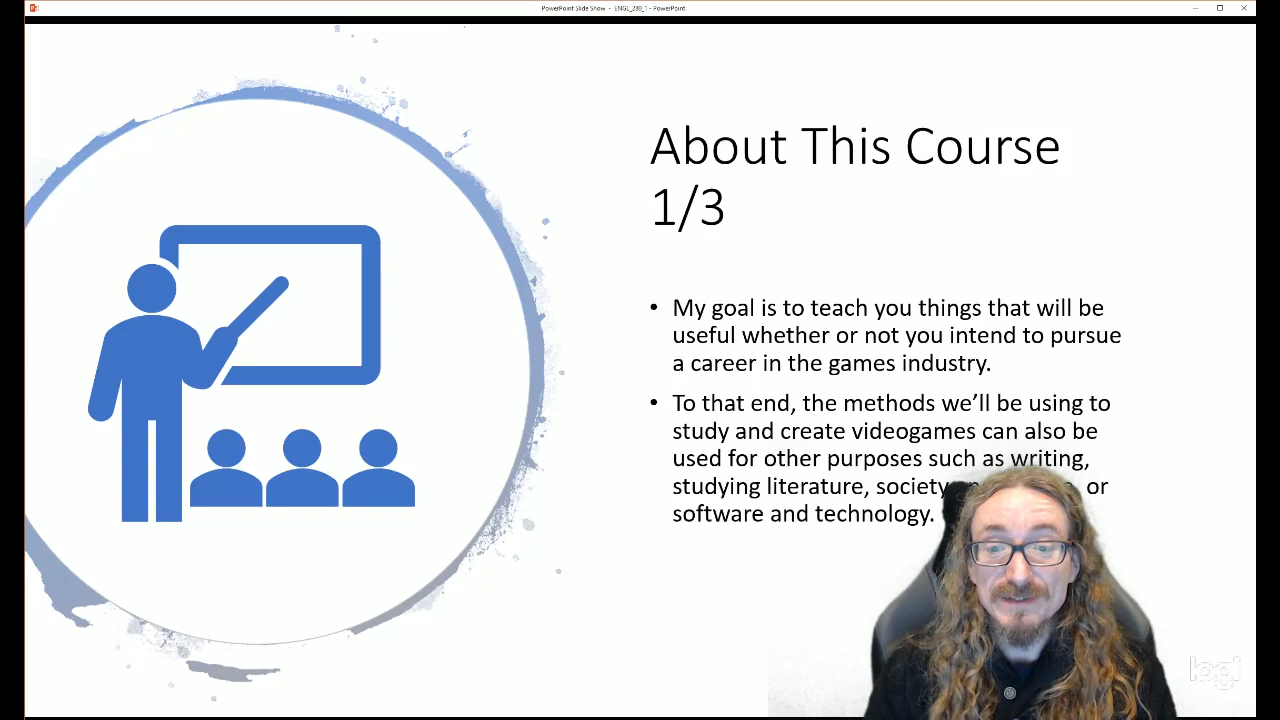 PowerPoint Slide Show - ENGL_280_1 - PowerPoint
About This Course
1/3
• My goal is to teach you things that will be
useful whether or not you intend to pursue
a career in the games industry.
• To that end, the methods we’ll be using to
study and create videogames can also be
used for other purposes such as writing,
studying literature, society or
software and technology.
logi